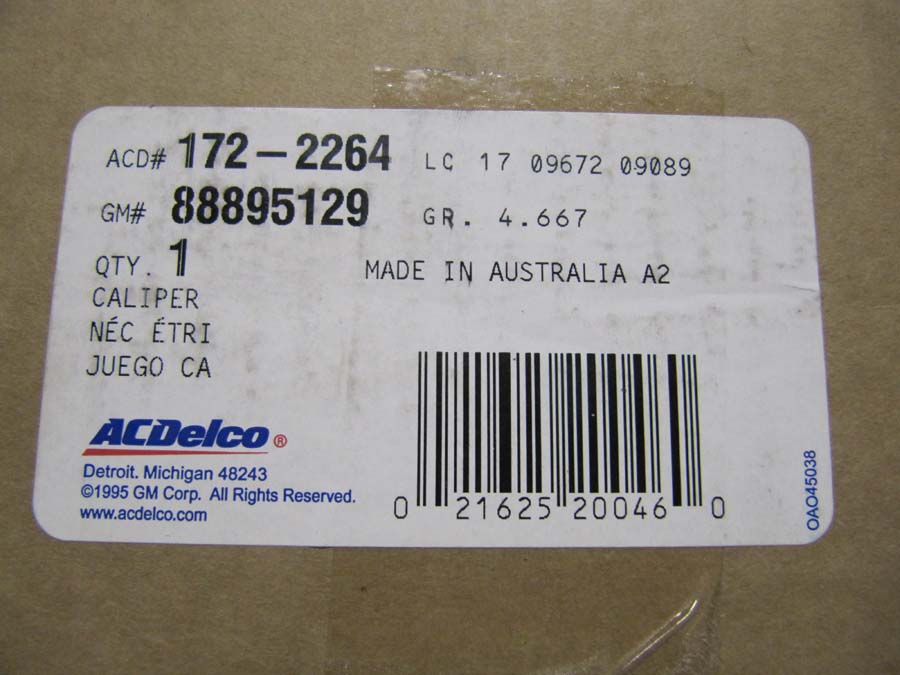 ACD# 172-2264 LC 17 09672 09089
GM# 88895129 GR. 4.667
QTY. 1 MADE IN AUSTRALIA A2
CALIPER
NÉC ÉTRI
JUEGO CA
ACDelco®
Detroit. Michigan 48243
©1995 GM Corp. All Rights Reserved.
www.acdelco.com
0 21625 20046 0
OAO45038